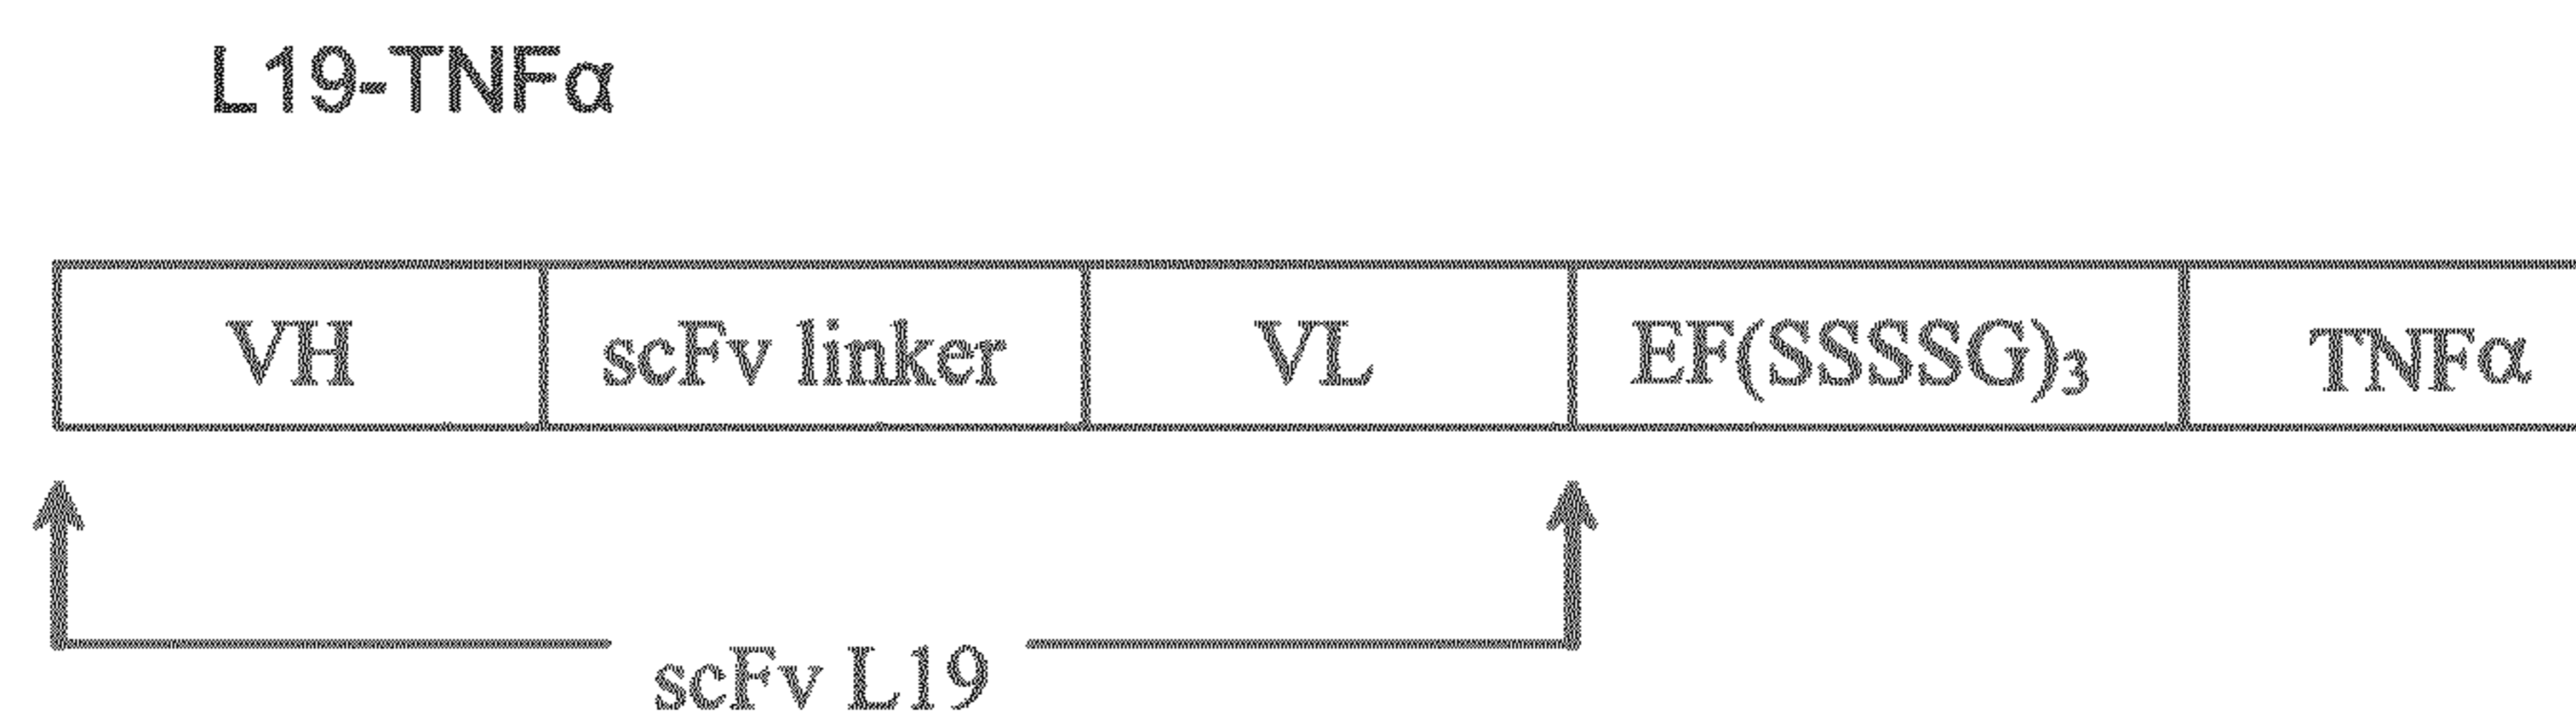 L19-TNFα
VH scFv linker VL EF(SSSSG)₃ TNFα
scFv L19